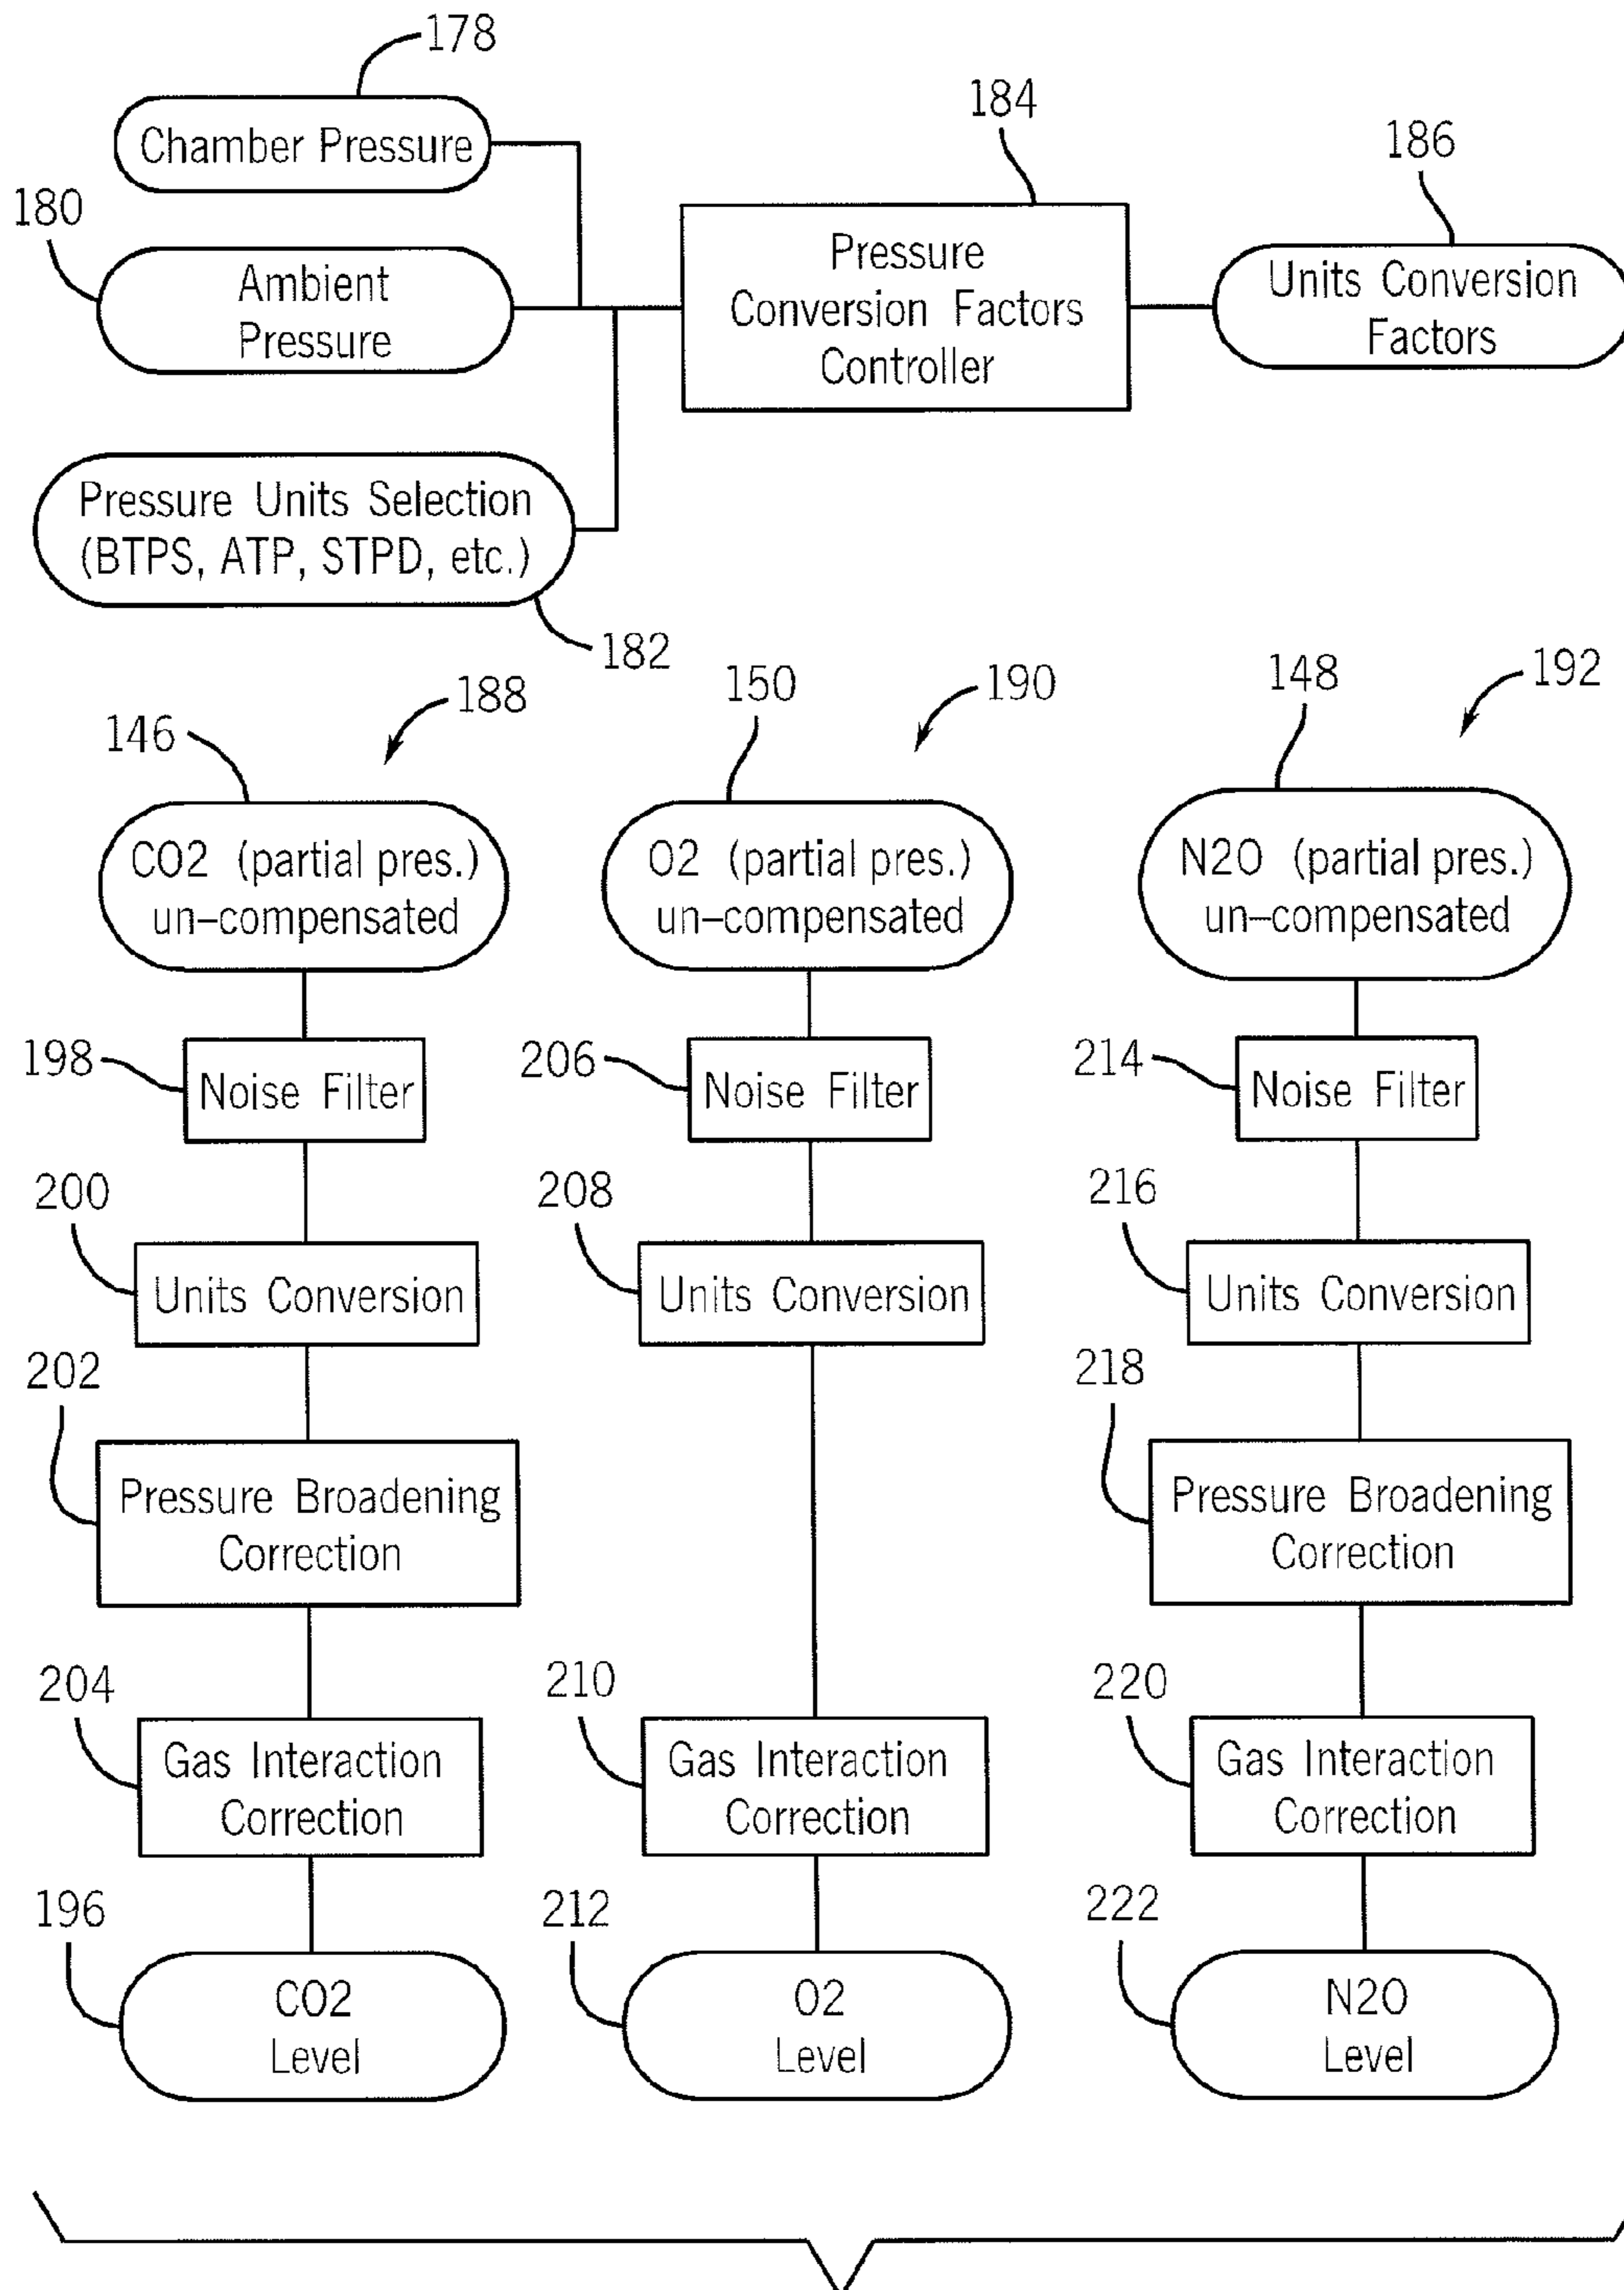 178
Chamber Pressure
184
186
180
Ambient
Pressure
Pressure
Conversion Factors
Controller
Units Conversion
Factors
Pressure Units Selection
(BTPS, ATP, STPD, etc.)
182
188
150
190
148
192
146
CO2 (partial pres.)
un-compensated
O2 (partial pres.)
un-compensated
N2O (partial pres.)
un-compensated
198
Noise Filter
206
Noise Filter
214
Noise Filter
200
Units Conversion
208
Units Conversion
216
Units Conversion
202
Pressure Broadening
Correction
218
Pressure Broadening
Correction
204
Gas Interaction
Correction
210
Gas Interaction
Correction
220
Gas Interaction
Correction
196
CO2
Level
212
O2
Level
222
N2O
Level